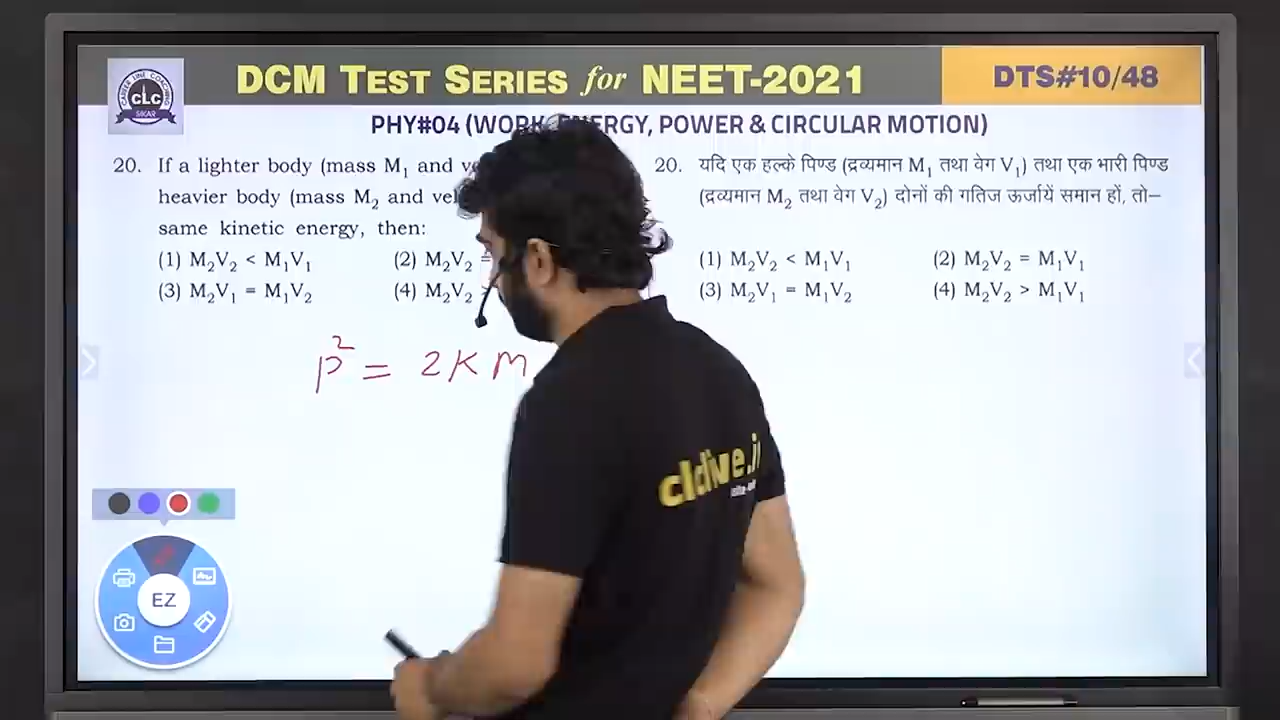 CAREER LINE COACHING
CLC
SIKAR
DCM TEST SERIES for NEET-2021
DTS#10/48
PHY#04 (WORK, ENERGY, POWER & CIRCULAR MOTION)
20. If a lighter body (mass M₁ and
heavier body (mass M₂ and
same kinetic energy, then:
(1) M₂V₂ < M₁V₁ (2) M₂V₂ =
(3) M₂V₁ = M₁V₂ (4) M₂V₂
20. यदि एक हल्के पिण्ड (द्रव्यमान M₁ तथा वेग V₁) तथा एक भारी पिण्ड
(द्रव्यमान M₂ तथा वेग V₂) दोनों की गतिज ऊर्जायें समान हों, तो–
(1) M₂V₂ < M₁V₁ (2) M₂V₂ = M₁V₁
(3) M₂V₁ = M₁V₂ (4) M₂V₂ > M₁V₁
p² = 2KM
EZ